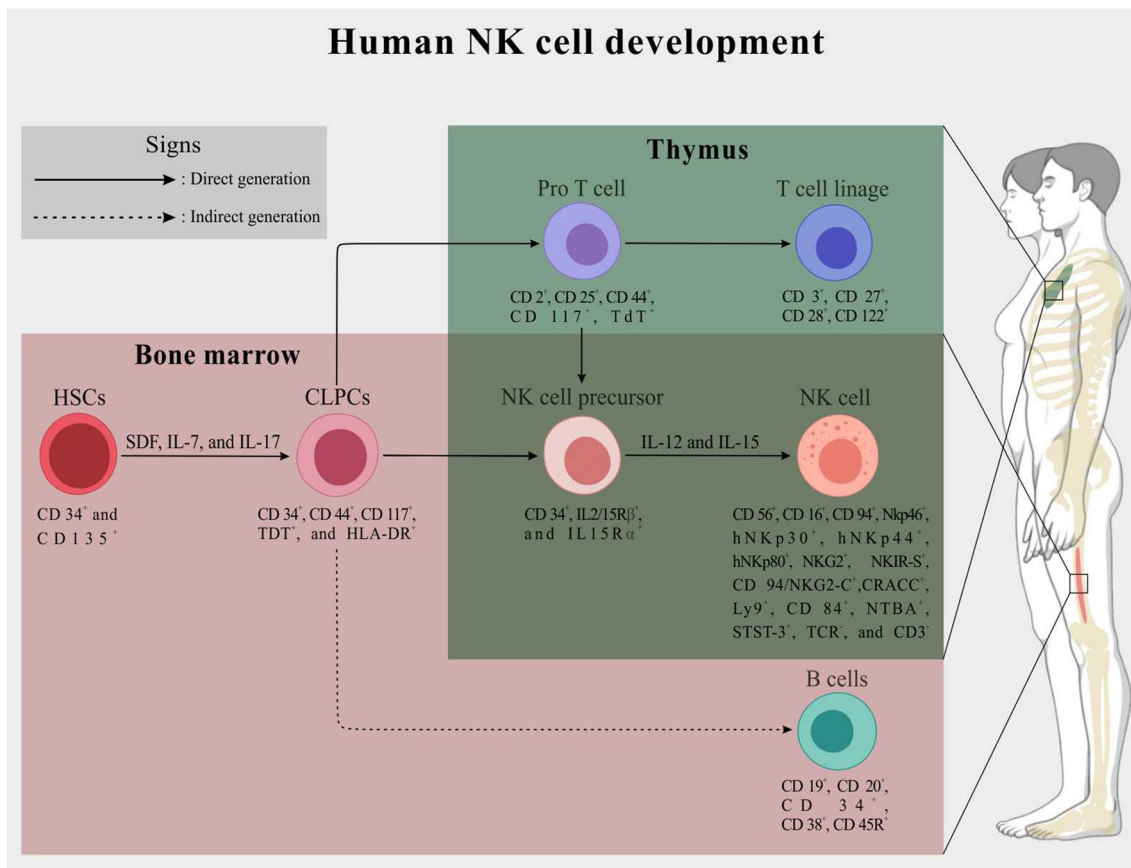 Human NK cell development
Signs
: Direct generation
: Indirect generation
Thymus
Pro T cell
T cell linage
CD 2⁺, CD 25⁺, CD 44⁺,
CD 117⁺, TdT⁺
CD 3⁺, CD 27⁺,
CD 28⁺, CD 122⁺
Bone marrow
HSCs
CLPCs
NK cell precursor
NK cell
SDF, IL-7, and IL-17
IL-12 and IL-15
CD 34⁺ and
CD135⁺
CD 34⁺, CD 44⁺, CD 117⁺,
TDT⁺, and HLA-DR⁺
CD 34⁺, IL2/15Rβ⁺,
and IL15Rα⁺
CD 56⁺, CD 16⁺, CD 94⁺, Nkp46⁺,
hNKp30⁺, hNKp44⁺,
hNKp80⁺, NKG2⁺, NKIR-S⁺,
CD 94/NKG2-C⁺,CRACC⁺,
Ly9⁺, CD 84⁺, NTBA⁺,
STST-3⁺, TCR⁻, and CD3⁻
B cells
CD 19⁺, CD 20⁺,
CD 34⁺,
CD 38⁺, CD 45R⁺